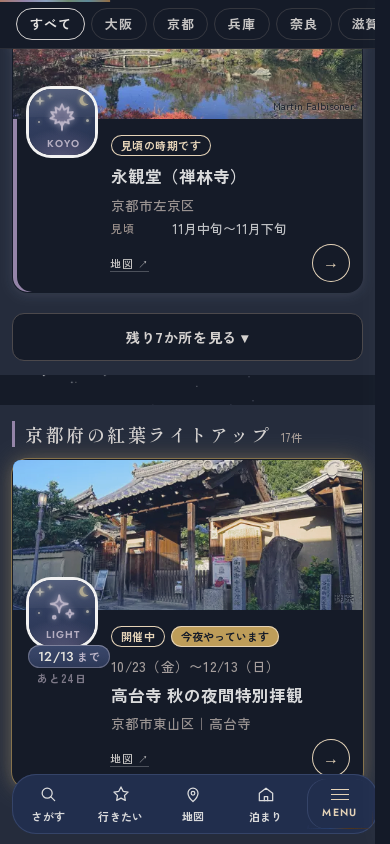 すべて
大阪
京都
兵庫
奈良
滋賀
Martin Falbisoner
KOYO
見頃の時期です
永観堂（禅林寺）
京都市左京区
見頃 11月中旬〜11月下旬
地図 ↗
→
残り7か所を見る ▾
京都府の紅葉ライトアップ 17件
LIGHT
12/13 まで
あと24日
開催中
今夜やっています
10/23（金）〜12/13（日）
高台寺 秋の夜間特別拝観
京都市東山区｜高台寺
地図 ↗
→
さがす
行きたい
地図
泊まり
MENU